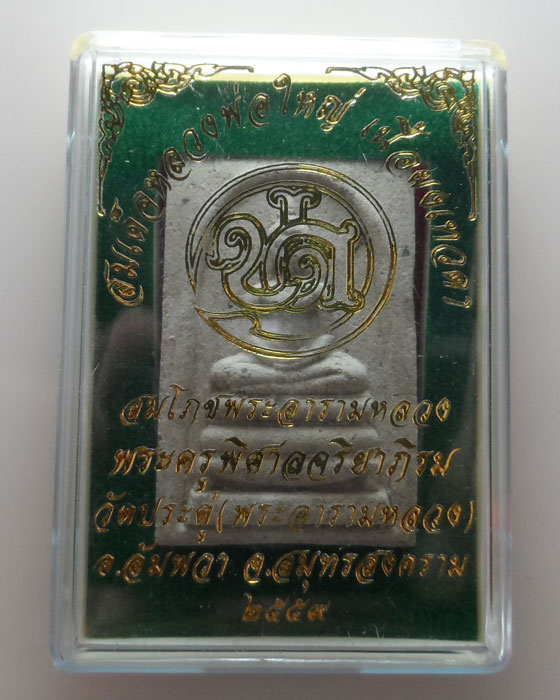 สมเด็จหลวงพ่อใหญ่ เนื้อผงเทวดา
สมโภชพระอารามหลวง
พระครูพิศาลจริยาภิรม
วัดประดู่(พระอารามหลวง)
อ.อัมพวา จ.สมุทรสงคราม
๒๕๕๙